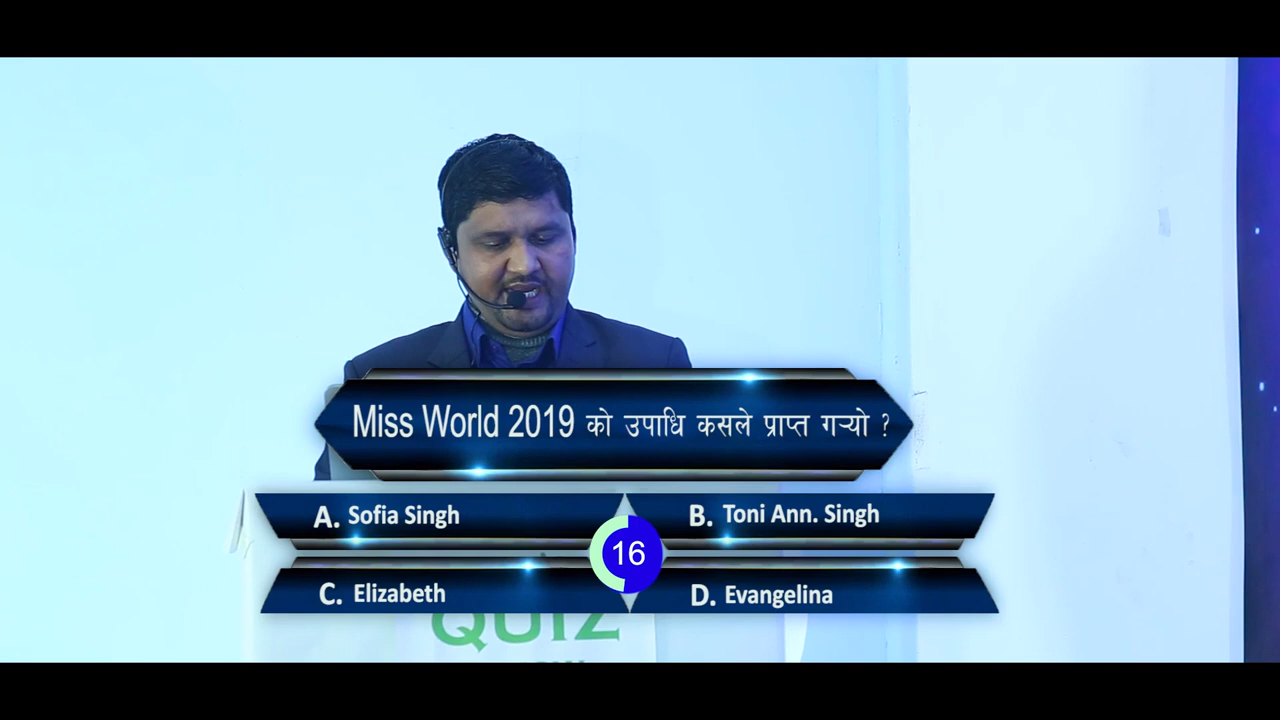 Miss World 2019 को उपाधि कसले प्राप्त गर्‍यो ?
A. Sofia Singh
B. Toni Ann. Singh
16
C. Elizabeth
D. Evangelina
QUIZ